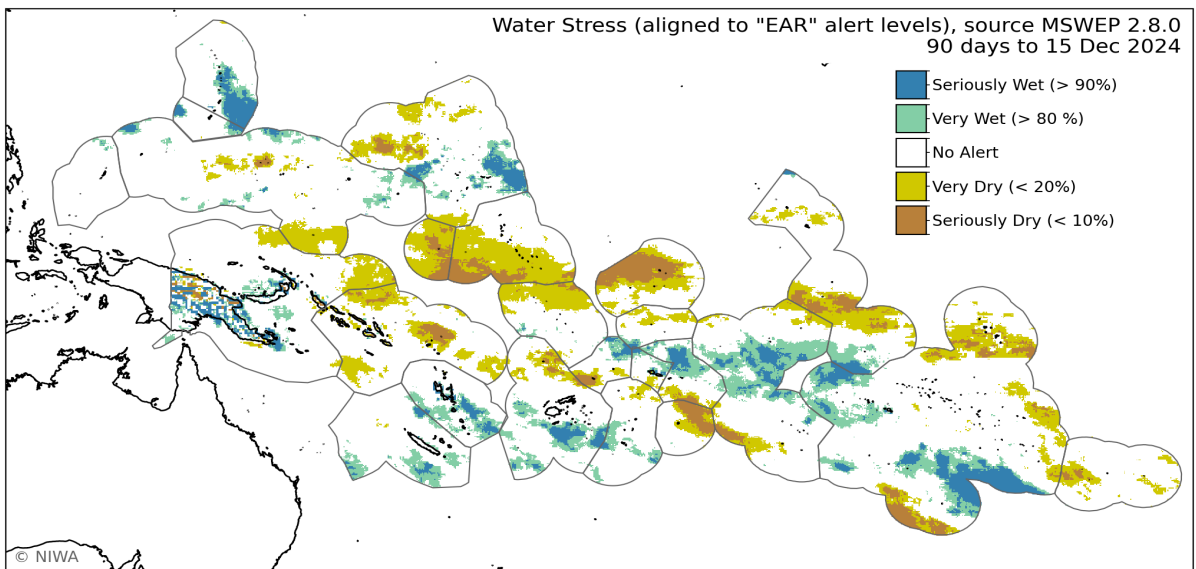 Water Stress (aligned to "EAR" alert levels), source MSWEP 2.8.0
90 days to 15 Dec 2024
Seriously Wet (> 90%)
Very Wet (> 80 %)
No Alert
Very Dry (< 20%)
Seriously Dry (< 10%)
© NIWA